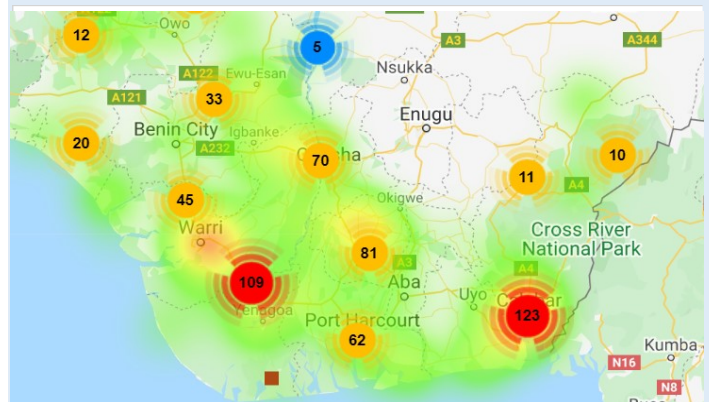 12
Owo
5
A3
A344
A122
Ewu-Esan
Nsukka
A121
33
Enugu
Benin City
Igbanke
20
A232
70
10
11
A4
45
Okigwe
Warri
Cross River
National Park
81
A3
A4
109
Aba
Uyo
Yenagoa
Port Harcourt
123
62
Kumba
N16
N8